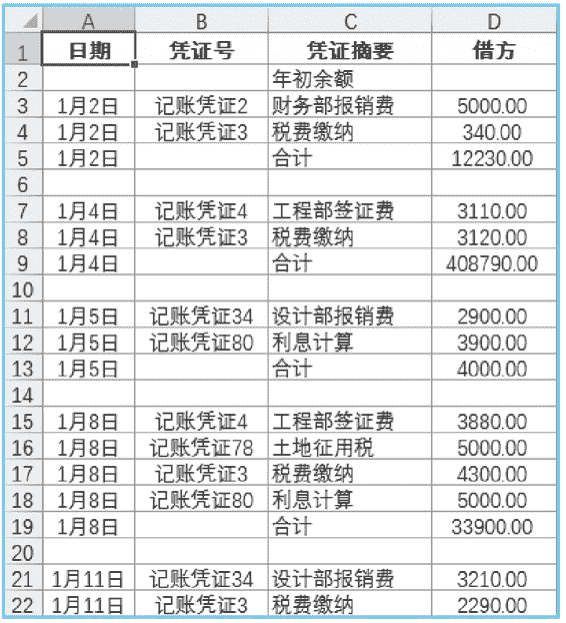 A B C D
1 日期 凭证号 凭证摘要 借方
2 年初余额
3 1月2日 记账凭证2 财务部报销费 5000.00
4 1月2日 记账凭证3 税费缴纳 340.00
5 1月2日 合计 12230.00
6
7 1月4日 记账凭证4 工程部签证费 3110.00
8 1月4日 记账凭证3 税费缴纳 3120.00
9 1月4日 合计 408790.00
10
11 1月5日 记账凭证34 设计部报销费 2900.00
12 1月5日 记账凭证80 利息计算 3900.00
13 1月5日 合计 4000.00
14
15 1月8日 记账凭证4 工程部签证费 3880.00
16 1月8日 记账凭证78 土地征用税 5000.00
17 1月8日 记账凭证3 税费缴纳 4300.00
18 1月8日 记账凭证80 利息计算 5000.00
19 1月8日 合计 33900.00
20
21 1月11日 记账凭证34 设计部报销费 3210.00
22 1月11日 记账凭证3 税费缴纳 2290.00